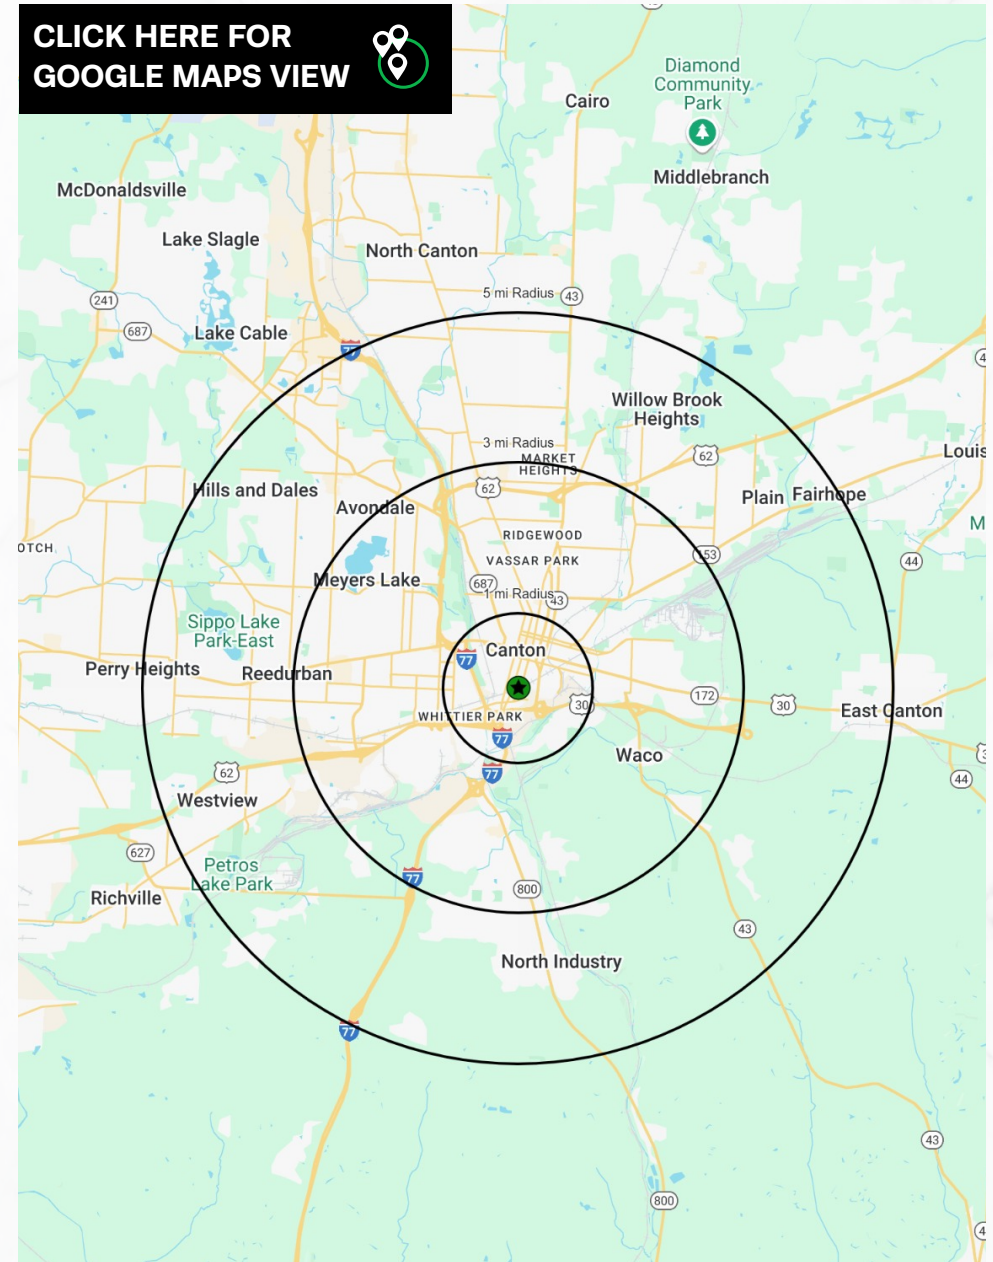 CLICK HERE FOR
GOOGLE MAPS VIEW
Diamond
Community
Park
Cairo
Middlebranch
McDonaldsville
Lake Slagle
North Canton
5 mi Radius
43
241
687
Lake Cable
77
Willow Brook
Heights
3 mi Radius
MARKET
HEIGHTS
62
Louis
62
Hills and Dales
Plain
Fairhope
Avondale
RIDGEWOOD
OTCH
153
VASSAR PARK
44
Meyers Lake
687
1 mi Radius
43
Sippo Lake
Park-East
Canton
77
Perry Heights
Reedurban
172
30
30
East Canton
WHITTIER PARK
77
Waco
77
62
44
Westview
627
Petros
Lake Park
77
800
Richville
43
North Industry
77
43
800